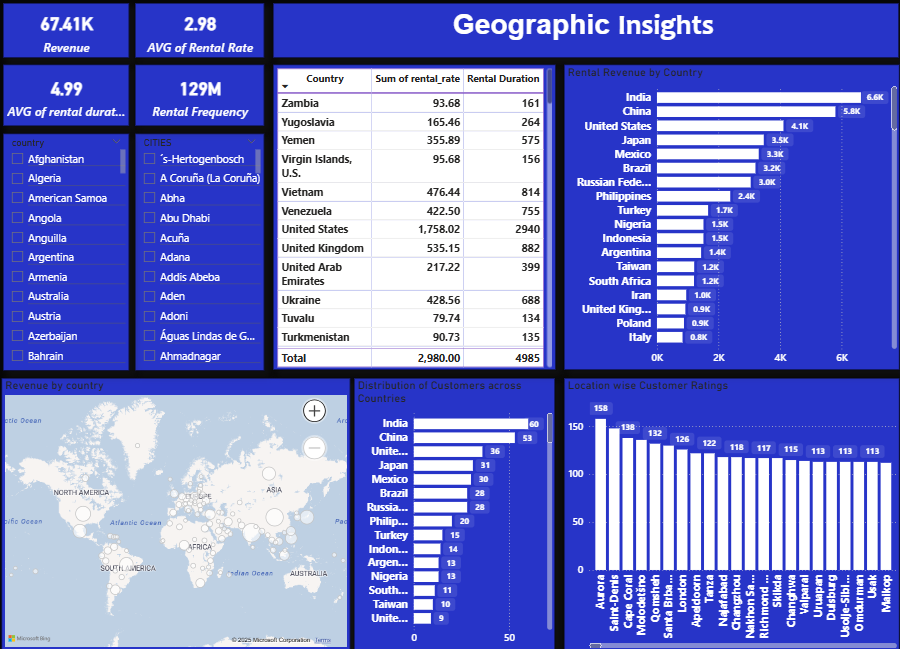 67.41K
Revenue
2.98
AVG of Rental Rate
Geographic Insights
4.99
AVG of rental durat...
129M
Rental Frequency
country
Afghanistan
Algeria
American Samoa
Angola
Anguilla
Argentina
Armenia
Australia
Austria
Azerbaijan
Bahrain
CITIES
´s-Hertogenbosch
A Coruña (La Coruña)
Abha
Abu Dhabi
Acuña
Adana
Addis Abeba
Aden
Adoni
Águas Lindas de G...
Ahmadnagar
Country Sum of rental_rate Rental Duration
Zambia 93.68 161
Yugoslavia 165.46 264
Yemen 355.89 575
Virgin Islands, 95.68 156
U.S.
Vietnam 476.44 814
Venezuela 422.50 755
United States 1,758.02 2940
United Kingdom 535.15 882
United Arab 217.22 399
Emirates
Ukraine 428.56 688
Tuvalu 79.74 134
Turkmenistan 90.73 135
Total 2,980.00 4985
Rental Revenue by Country
India 6.6K
China 5.8K
United States 4.1K
Japan 3.5K
Mexico 3.3K
Brazil 3.2K
Russian Fede... 3.0K
Philippines 2.4K
Turkey 1.7K
Nigeria 1.5K
Indonesia 1.5K
Argentina 1.4K
Taiwan 1.2K
South Africa 1.2K
Iran 1.0K
United King... 0.9K
Poland 0.9K
Italy 0.8K
0K 2K 4K 6K
Revenue by country
ctic Ocean
Arc
NORTH AMERICA
ASIA
cific Ocean
Atlantic Ocean
Pac
AFRICA
SOUTH AMERICA
Indian Ocean
AUSTRALIA
Microsoft Bing
© 2025 Microsoft Corporation Terms
Distribution of Customers across
Countries
India 60
China 53
Unite... 36
Japan 31
Mexico 30
Brazil 28
Russia... 28
Philip... 20
Turkey 15
Indon... 14
Argen... 13
Nigeria 13
South... 11
Taiwan 10
Unite... 9
0 50
Location wise Customer Ratings
158 138 132 126 122 118 117 115 113 113 113
150
100
50
0
Aurora
Saint-Denis
Cape Coral
Molodetšno
Qomsheh
Santa Brba...
London
Apeldoorn
Tanza
Najafabad
Changzhou
Nakhon Sa...
Richmond ...
Skikda
Changhwa
Valparai
Uruapan
Duisburg
Usolje-Sibi...
Omdurman
Usak
Maikop